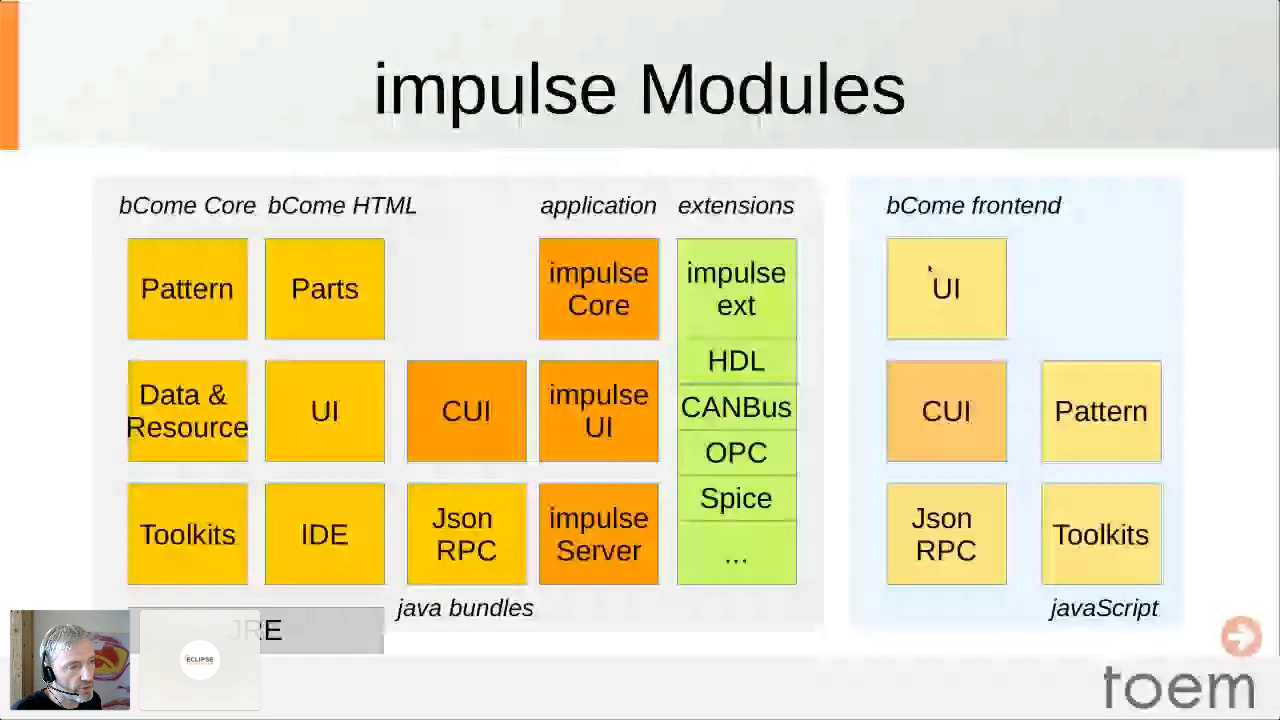 impulse Modules
bCome Core bCome HTML
application extensions
bCome frontend
Pattern
Parts
impulse
Core
impulse
ext
UI
HDL
Data &
Resource
UI
CUI
impulse
UI
CANBus
OPC
CUI
Pattern
Toolkits
IDE
Json
RPC
impulse
Server
Spice
...
Json
RPC
Toolkits
java bundles
javaScript
JRE
ECLIPSE
toem